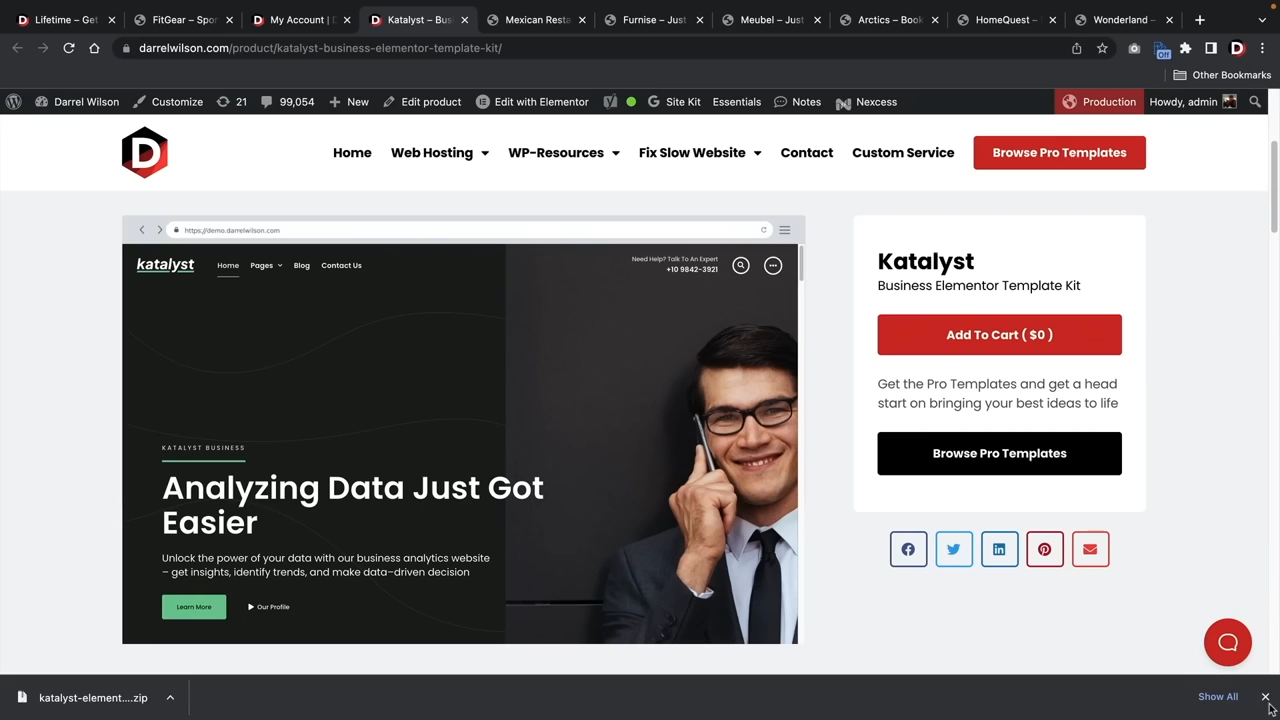 Lifetime – Get
FitGear – Spor
My Account | D
Katalyst – Bus
Mexican Resta
Furnise – Just
Meubel – Just
Arctics – Book
HomeQuest –
Wonderland –
darrelwilson.com/product/katalyst-business-elementor-template-kit/
Off
D
Other Bookmarks
Darrel Wilson
Customize
21
99,054
New
Edit product
Edit with Elementor
Site Kit
Essentials
Notes
Nexcess
Production
Howdy, admin
D
Home
Web Hosting
WP-Resources
Fix Slow Website
Contact
Custom Service
Browse Pro Templates
https://demo.darrelwilson.com
katalyst
Home
Pages
Blog
Contact Us
Need Help? Talk To An Expert
+10 9842-3921
KATALYST BUSINESS
Analyzing Data Just Got
Easier
Unlock the power of your data with our business analytics website
– get insights, identify trends, and make data–driven decision
Learn More
Our Profile
Katalyst
Business Elementor Template Kit
Add To Cart ( $0 )
Get the Pro Templates and get a head
start on bringing your best ideas to life
Browse Pro Templates
katalyst-element....zip
Show All